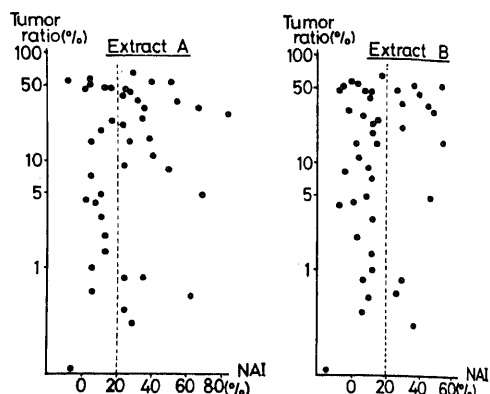 Tumor
ratio(%)
Extract A
100
50
10
5
1
0 20 40 60 80(%)
NAI
Tumor
ratio(%)
Extract B
100
50
10
5
1
0 20 40 60(%)
NAI